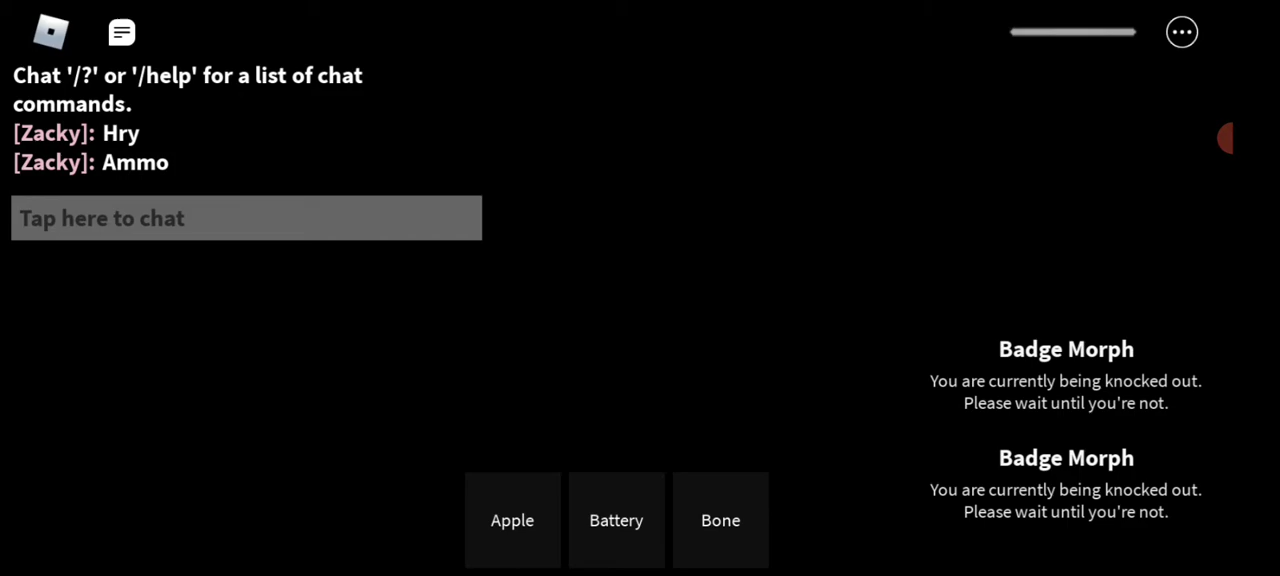 Chat '/?' or '/help' for a list of chat
commands.
[Zacky]: Hry
[Zacky]: Ammo
Tap here to chat
Badge Morph
You are currently being knocked out.
Please wait until you're not.
Badge Morph
You are currently being knocked out.
Please wait until you're not.
Apple
Battery
Bone